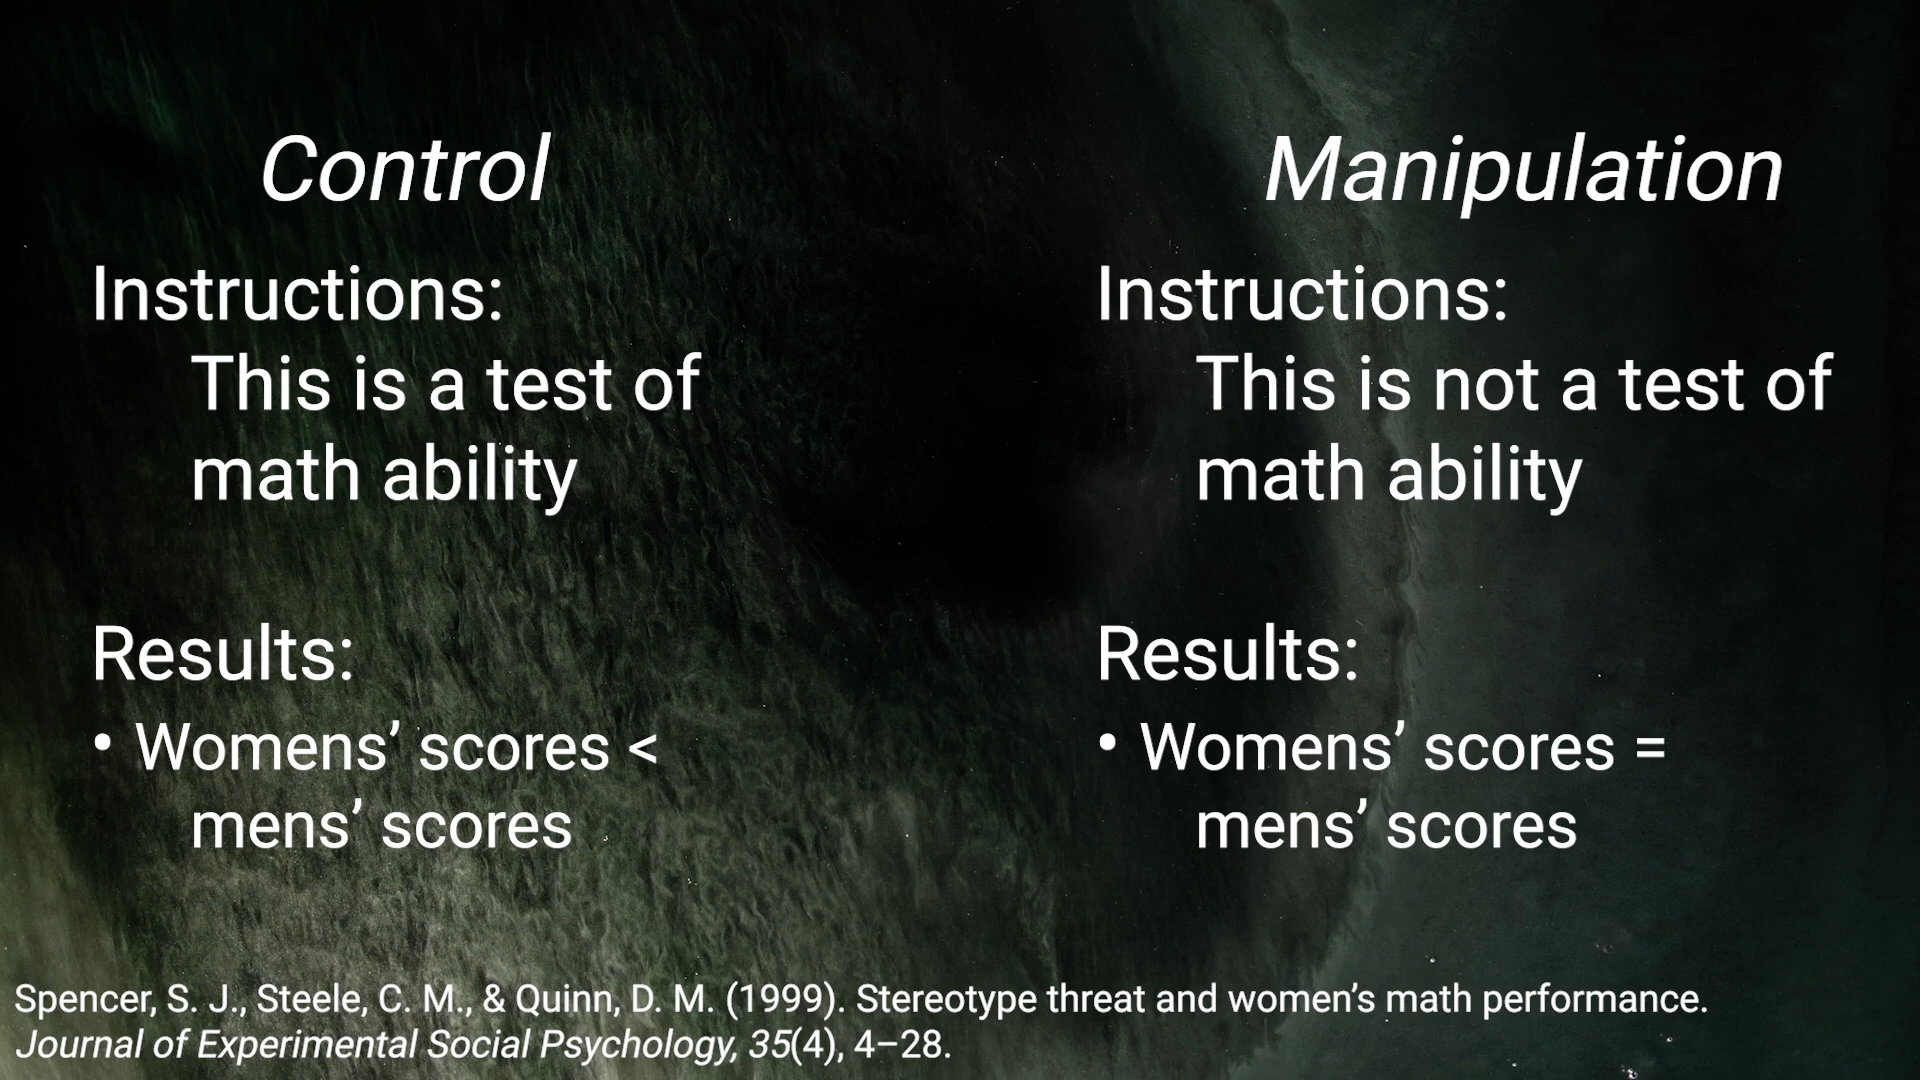 Control
Instructions:
This is a test of
math ability
Results:
• Womens’ scores <
mens’ scores
Manipulation
Instructions:
This is not a test of
math ability
Results:
• Womens’ scores =
mens’ scores
Spencer, S. J., Steele, C. M., & Quinn, D. M. (1999). Stereotype threat and women’s math performance.
Journal of Experimental Social Psychology, 35(4), 4–28.